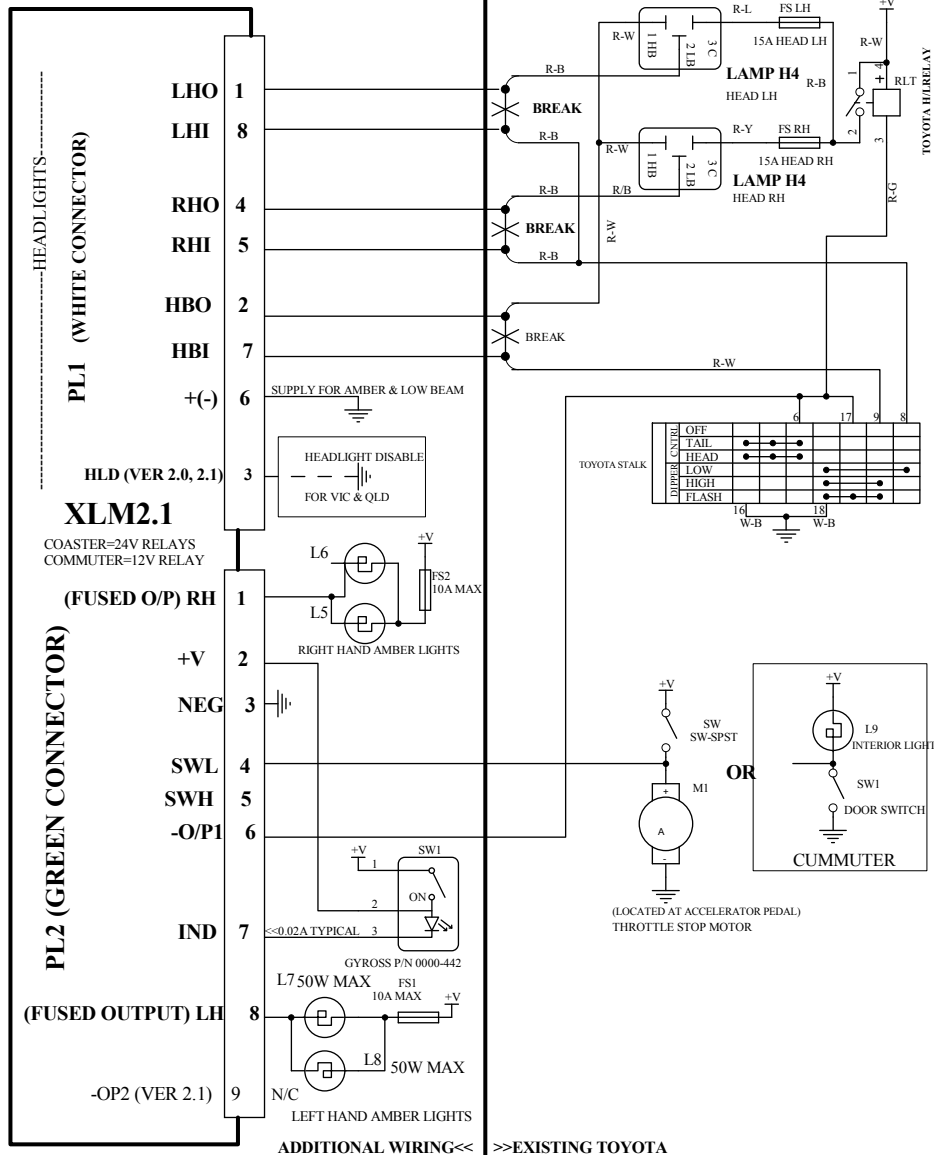 ---------------------HEADLIGHTS---------------------
PL1 (WHITE CONNECTOR)
LHO 1
LHI 8
RHO 4
RHI 5
HBO 2
HBI 7
+(-) 6
SUPPLY FOR AMBER & LOW BEAM
HLD (VER 2.0, 2.1) 3
HEADLIGHT DISABLE
FOR VIC & QLD
XLM2.1
COASTER=24V RELAYS
COMMUTER=12V RELAY
PL2 (GREEN CONNECTOR)
(FUSED O/P) RH 1
L6
L5
+V
FS2
10A MAX
RIGHT HAND AMBER LIGHTS
+V 2
NEG 3
SWL 4
SWH 5
-O/P1 6
+V
1
SW1
2
ON
IND 7
<<0.02A TYPICAL 3
GYROSS P/N 0000-442
(FUSED OUTPUT) LH 8
L7 50W MAX
FS1
10A MAX
+V
L8 50W MAX
-OP2 (VER 2.1) 9 N/C
LEFT HAND AMBER LIGHTS
ADDITIONAL WIRING<<
>>EXISTING TOYOTA
R-B
BREAK
R-B
R-B
R/B
BREAK
R-B
BREAK
R-W
R-W
1 HB
2 LB
3 C
R-L
FS LH
15A HEAD LH
LAMP H4
HEAD LH
R-B
R-W
1 HB
2 LB
3 C
R-Y
FS RH
15A HEAD RH
LAMP H4
HEAD RH
R-W
+V
R-W
1
4
+
RLT
2
3
TOYOTA H/LRELAY
R-G
6
17
9
8
TOYOTA STALK
CNTRL
OFF
TAIL
HEAD
DIPPER
LOW
HIGH
FLASH
16
W-B
18
W-B
+V
SW
SW-SPST
+
M1
A
-
(LOCATED AT ACCELERATOR PEDAL)
THROTTLE STOP MOTOR
OR
+V
L9
INTERIOR LIGHT
SW1
DOOR SWITCH
CUMMUTER